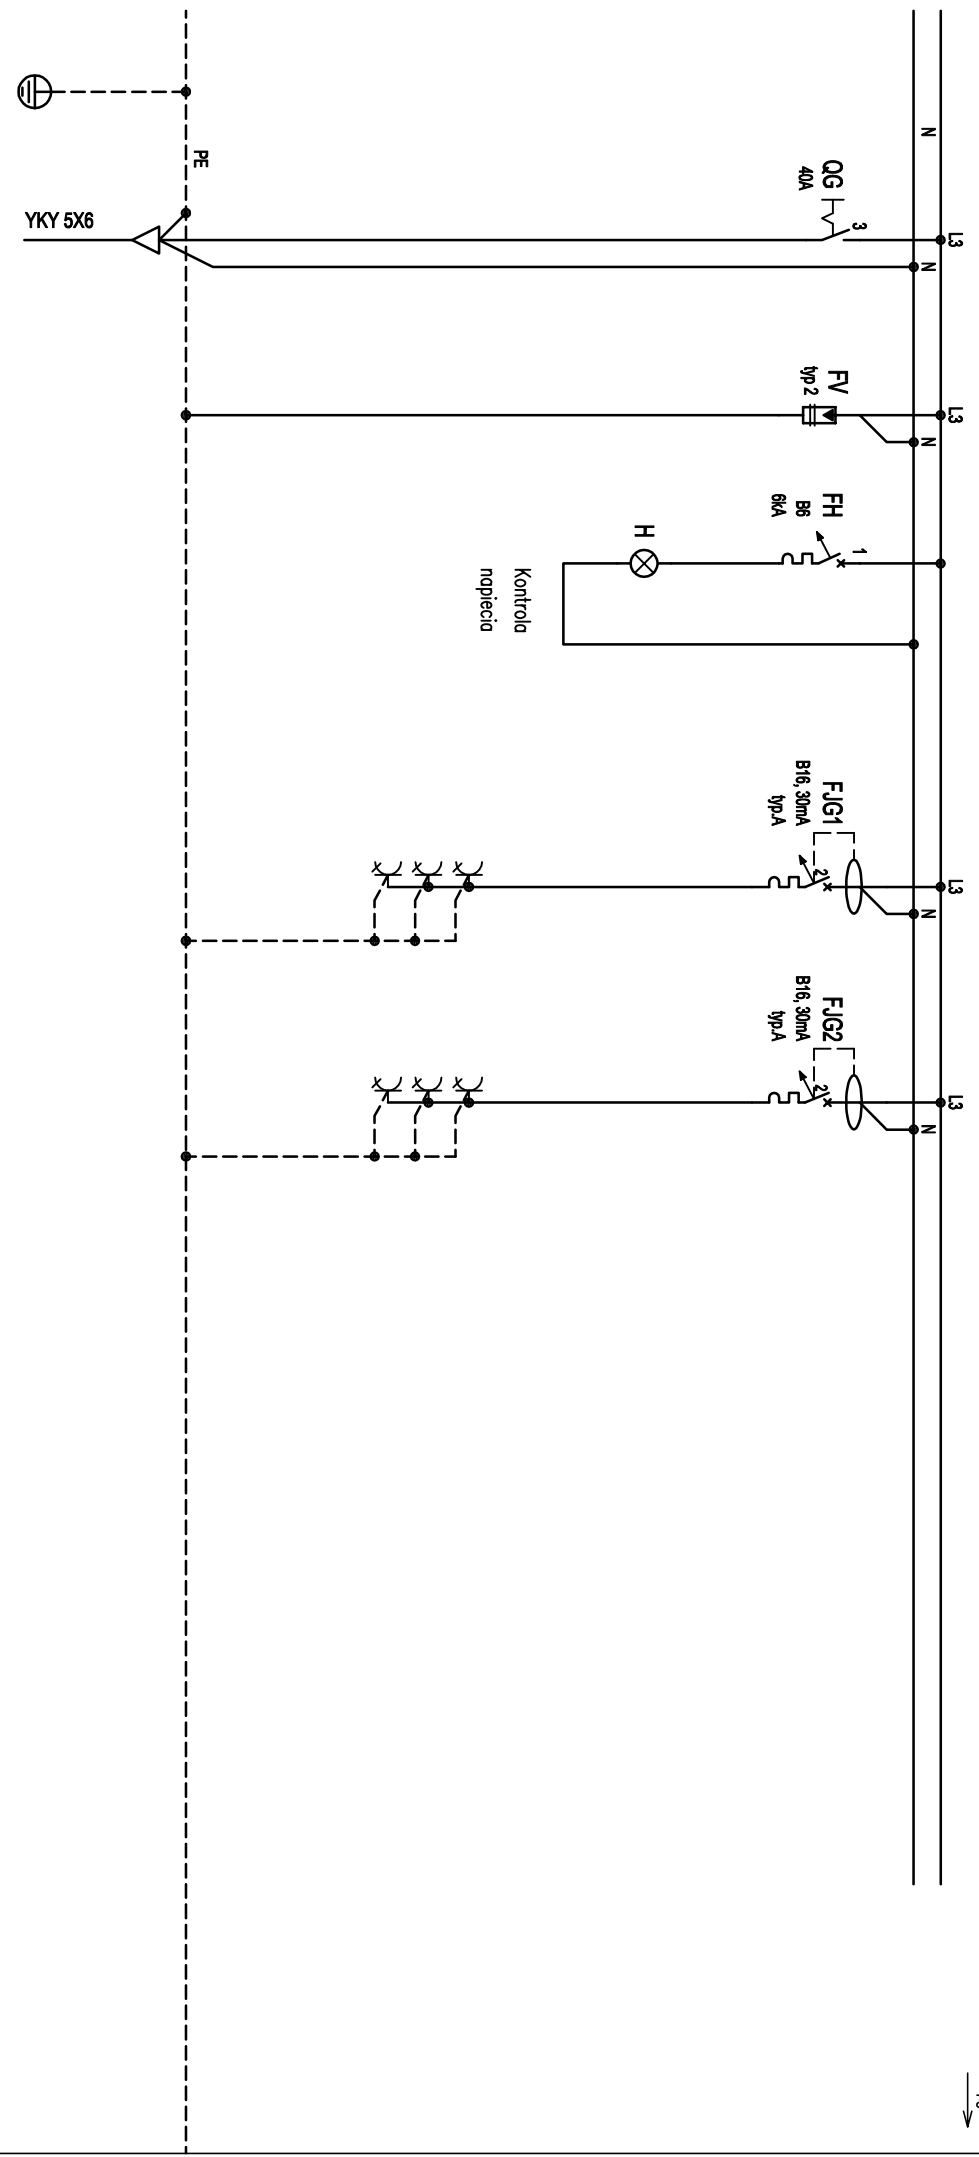 N
PE
L3
N
QG
40A
3
YKY 5X6
L3
N
FV
typ 2
FH
B6
6kA
1
H
Kontrola
napiecia
L3
N
FJG1
B16, 30mA
typ.A
2
L3
N
FJG2
B16, 30mA
typ.A
2